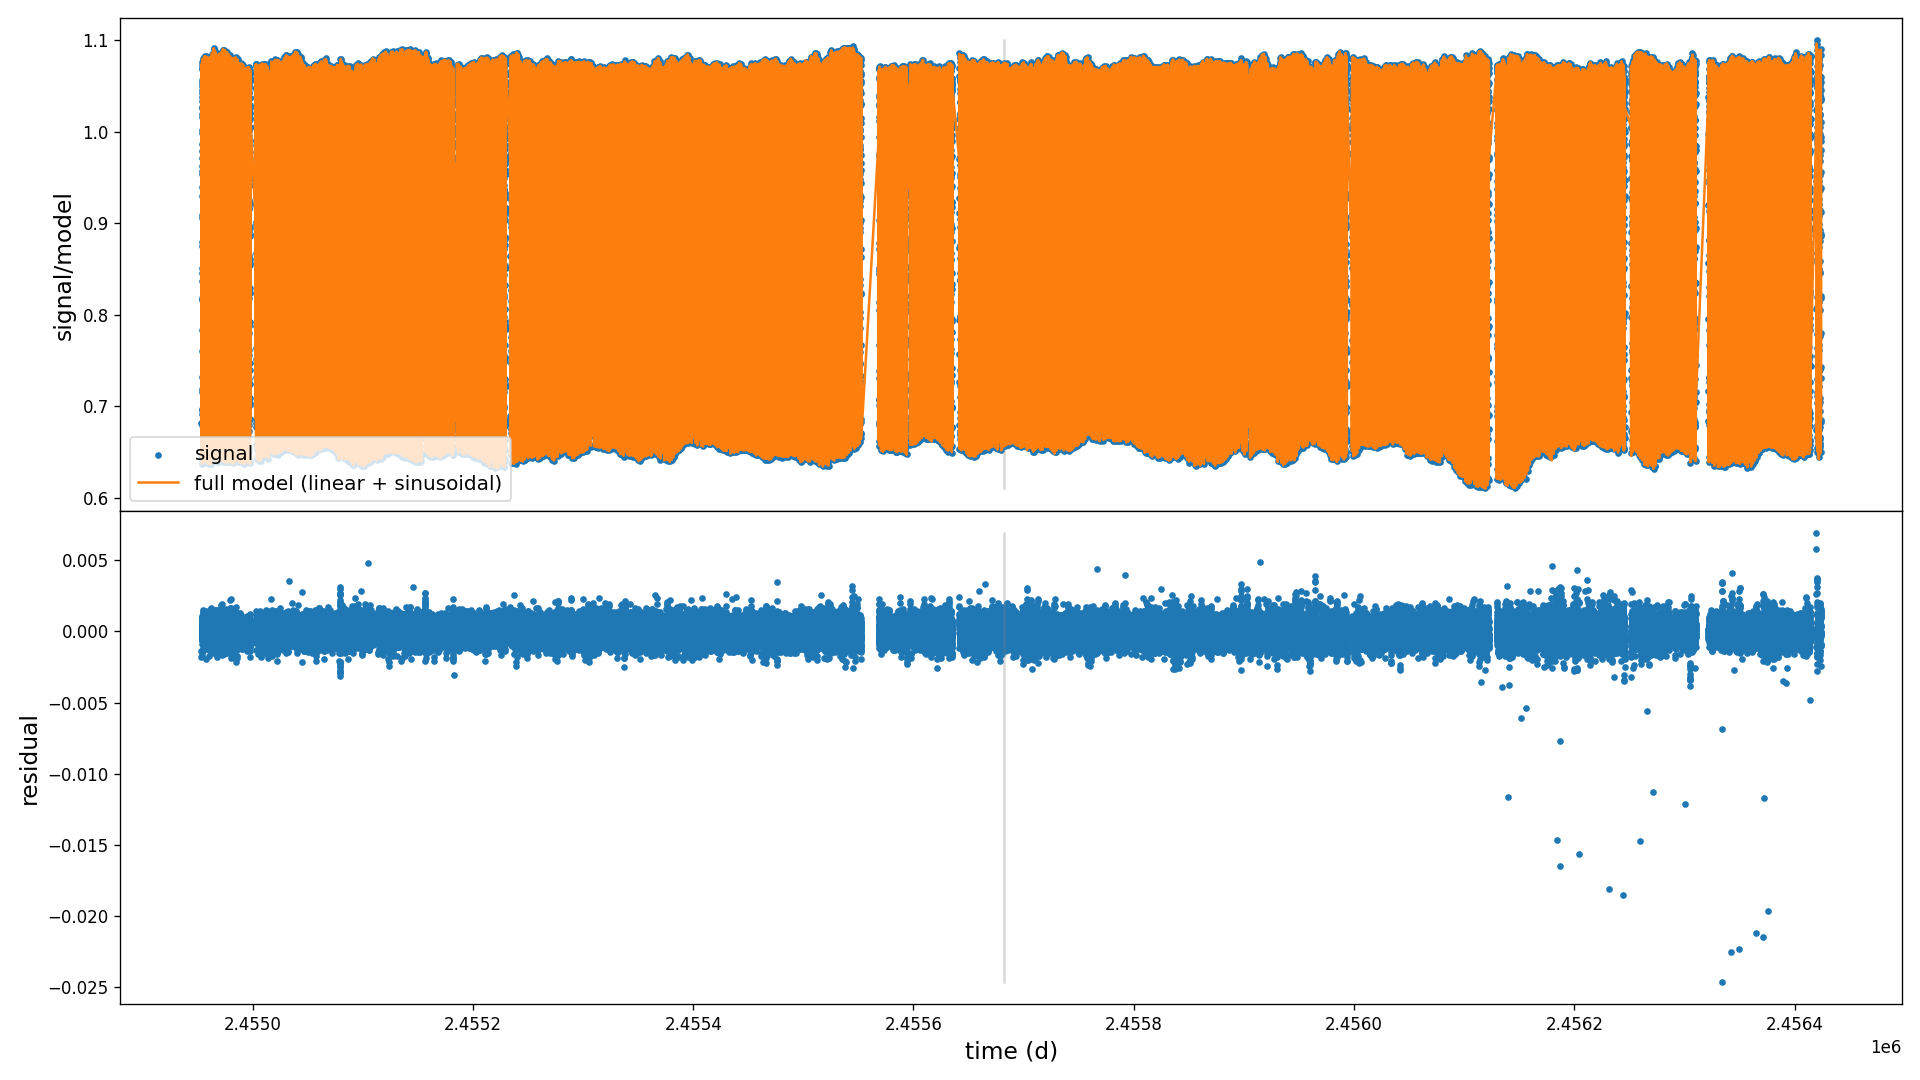 signal/model
1.1
1.0
0.9
0.8
0.7
0.6
signal
full model (linear + sinusoidal)
residual
0.005
0.000
−0.005
−0.010
−0.015
−0.020
−0.025
2.4550 2.4552 2.4554 2.4556 2.4558 2.4560 2.4562 2.4564
1e6
time (d)